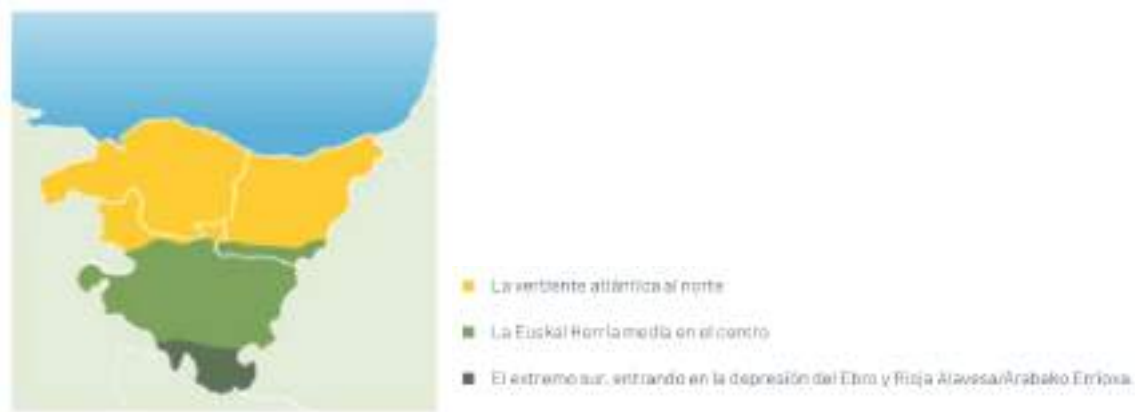 La vertiente atlántica al norte
La Euskal Herria media en el centro
El extremo sur, entrando en la depresión del Ebro y Rioja Alavesa/Arabako Errioxa.